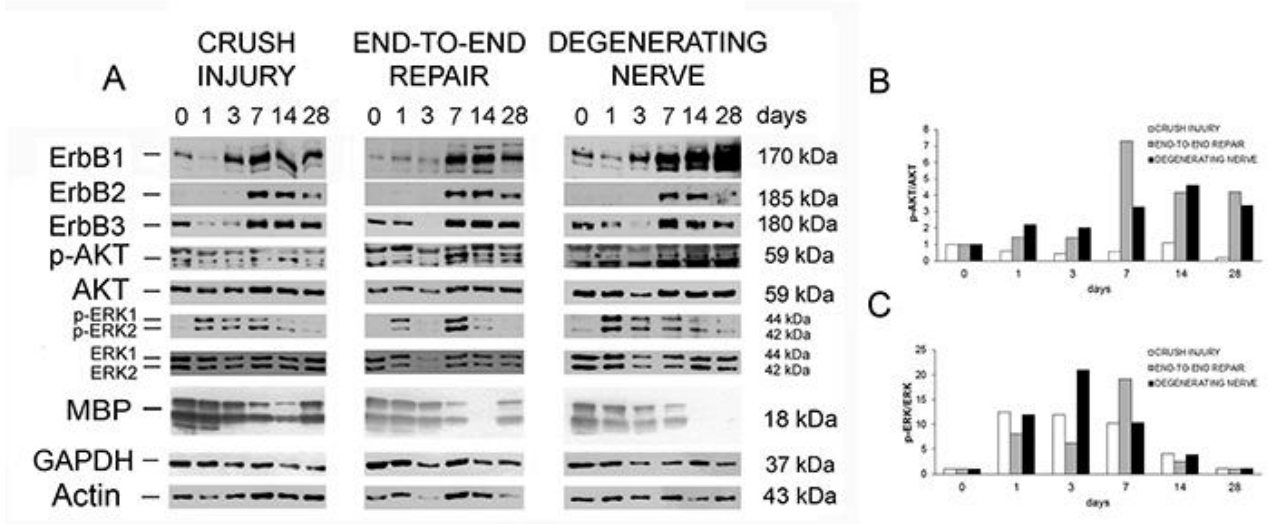 A
CRUSH INJURY
END-TO-END REPAIR
DEGENERATING NERVE
0 1 3 7 14 28
0 1 3 7 14 28
0 1 3 7 14 28 days
ErbB1 170 kDa
ErbB2 185 kDa
ErbB3 180 kDa
p-AKT 59 kDa
AKT 59 kDa
p-ERK1 44 kDa
p-ERK2 42 kDa
ERK1 44 kDa
ERK2 42 kDa
MBP 18 kDa
GAPDH 37 kDa
Actin 43 kDa
B
CRUSH INJURY
END-TO-END REPAIR
DEGENERATING NERVE
p-AKT/AKT
8
7
6
5
4
3
2
1
0
0 1 3 7 14 28
days
C
CRUSH INJURY
END-TO-END REPAIR
DEGENERATING NERVE
p-ERK/ERK
25
20
15
10
5
0
0 1 3 7 14 28
days